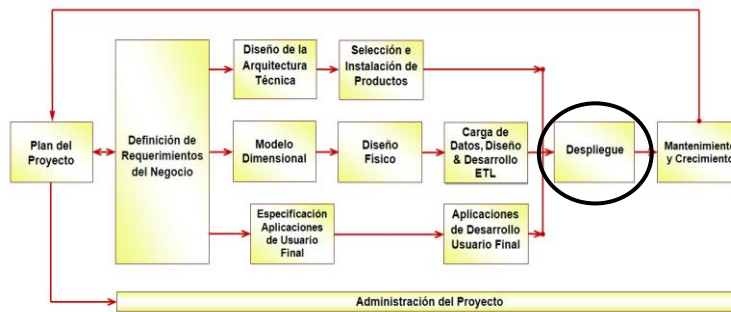 Diseño de la
Arquitectura
Técnica
Selección e
Instalación de
Productos
Plan del
Proyecto
Definición de
Requerimientos
del Negocio
Modelo
Dimensional
Diseño
Físico
Carga de
Datos, Diseño
& Desarrollo
ETL
Despliegue
Mantenimiento
y Crecimiento
Especificación
Aplicaciones
de Usuario
Final
Aplicaciones
de Desarrollo
Usuario Final
Administración del Proyecto